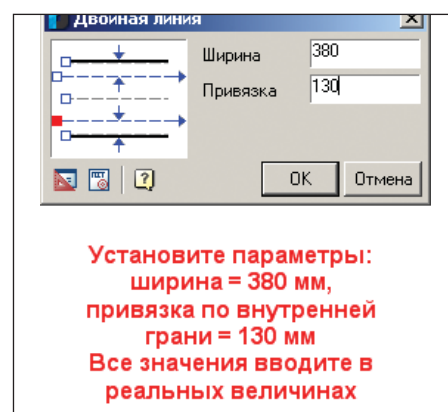 Двойная линия
Ширина 380
Привязка 130
ОК Отмена
Установите параметры:
ширина = 380 мм,
привязка по внутренней
грани = 130 мм
Все значения вводите в
реальных величинах